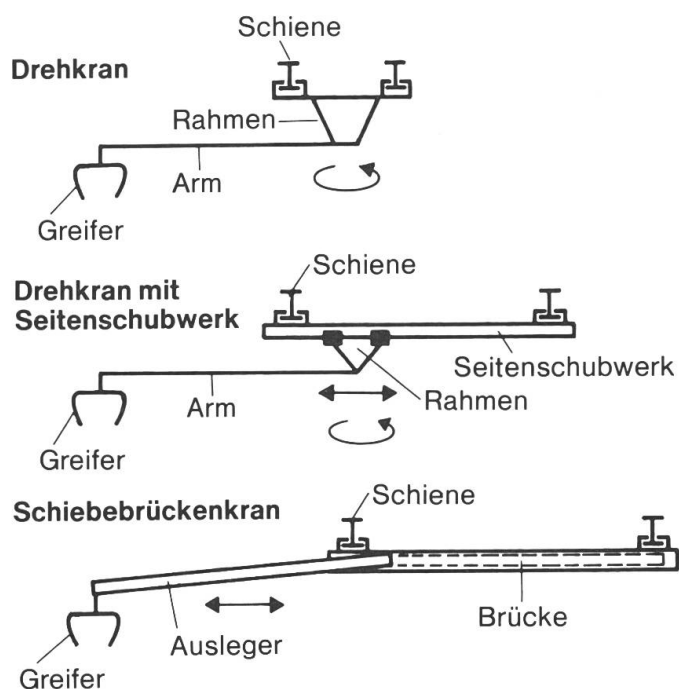 Schiene
Drehkran
Rahmen
Arm
Greifer
Schiene
Drehkran mit
Seitenschubwerk
Seitenschubwerk
Rahmen
Arm
Greifer
Schiene
Schiebebrückenkran
Brücke
Ausleger
Greifer